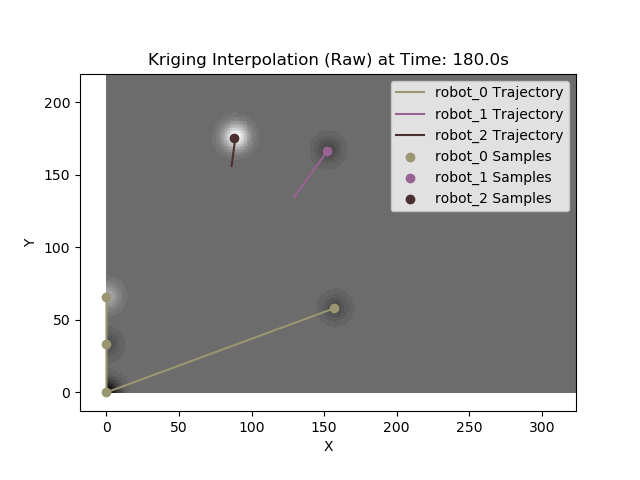 Kriging Interpolation (Raw) at Time: 180.0s
robot_0 Trajectory
robot_1 Trajectory
robot_2 Trajectory
robot_0 Samples
robot_1 Samples
robot_2 Samples
200
150
100
50
0
Y
0 50 100 150 200 250 300
X